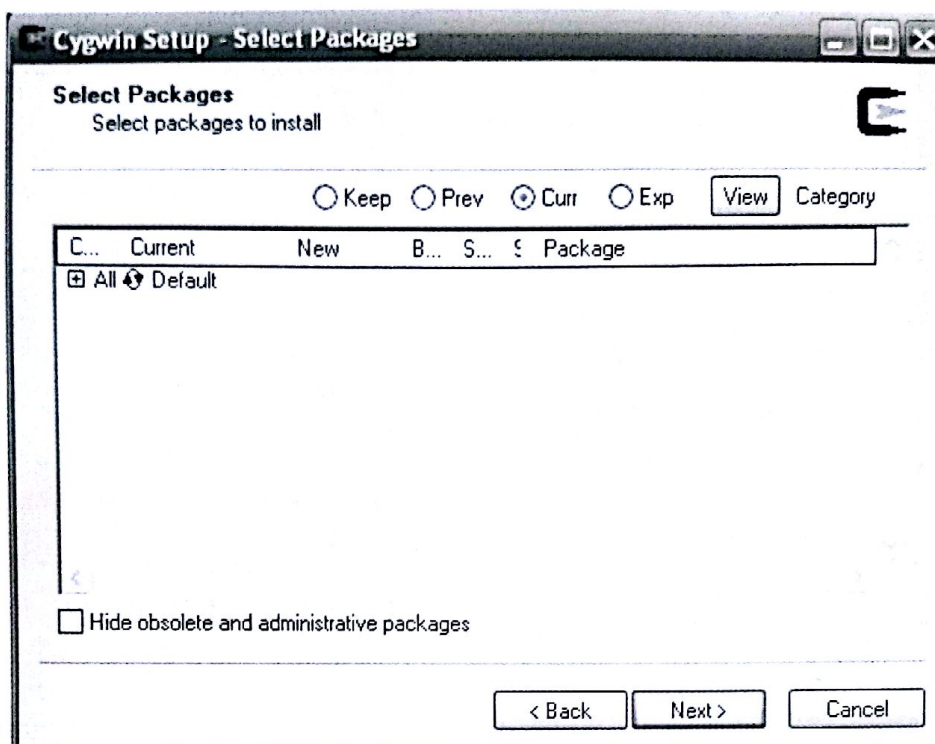 Cygwin Setup - Select Packages
Select Packages
Select packages to install
Keep Prev Curr Exp View Category
C... Current New B... S... S Package
All Default
Hide obsolete and administrative packages
< Back Next > Cancel